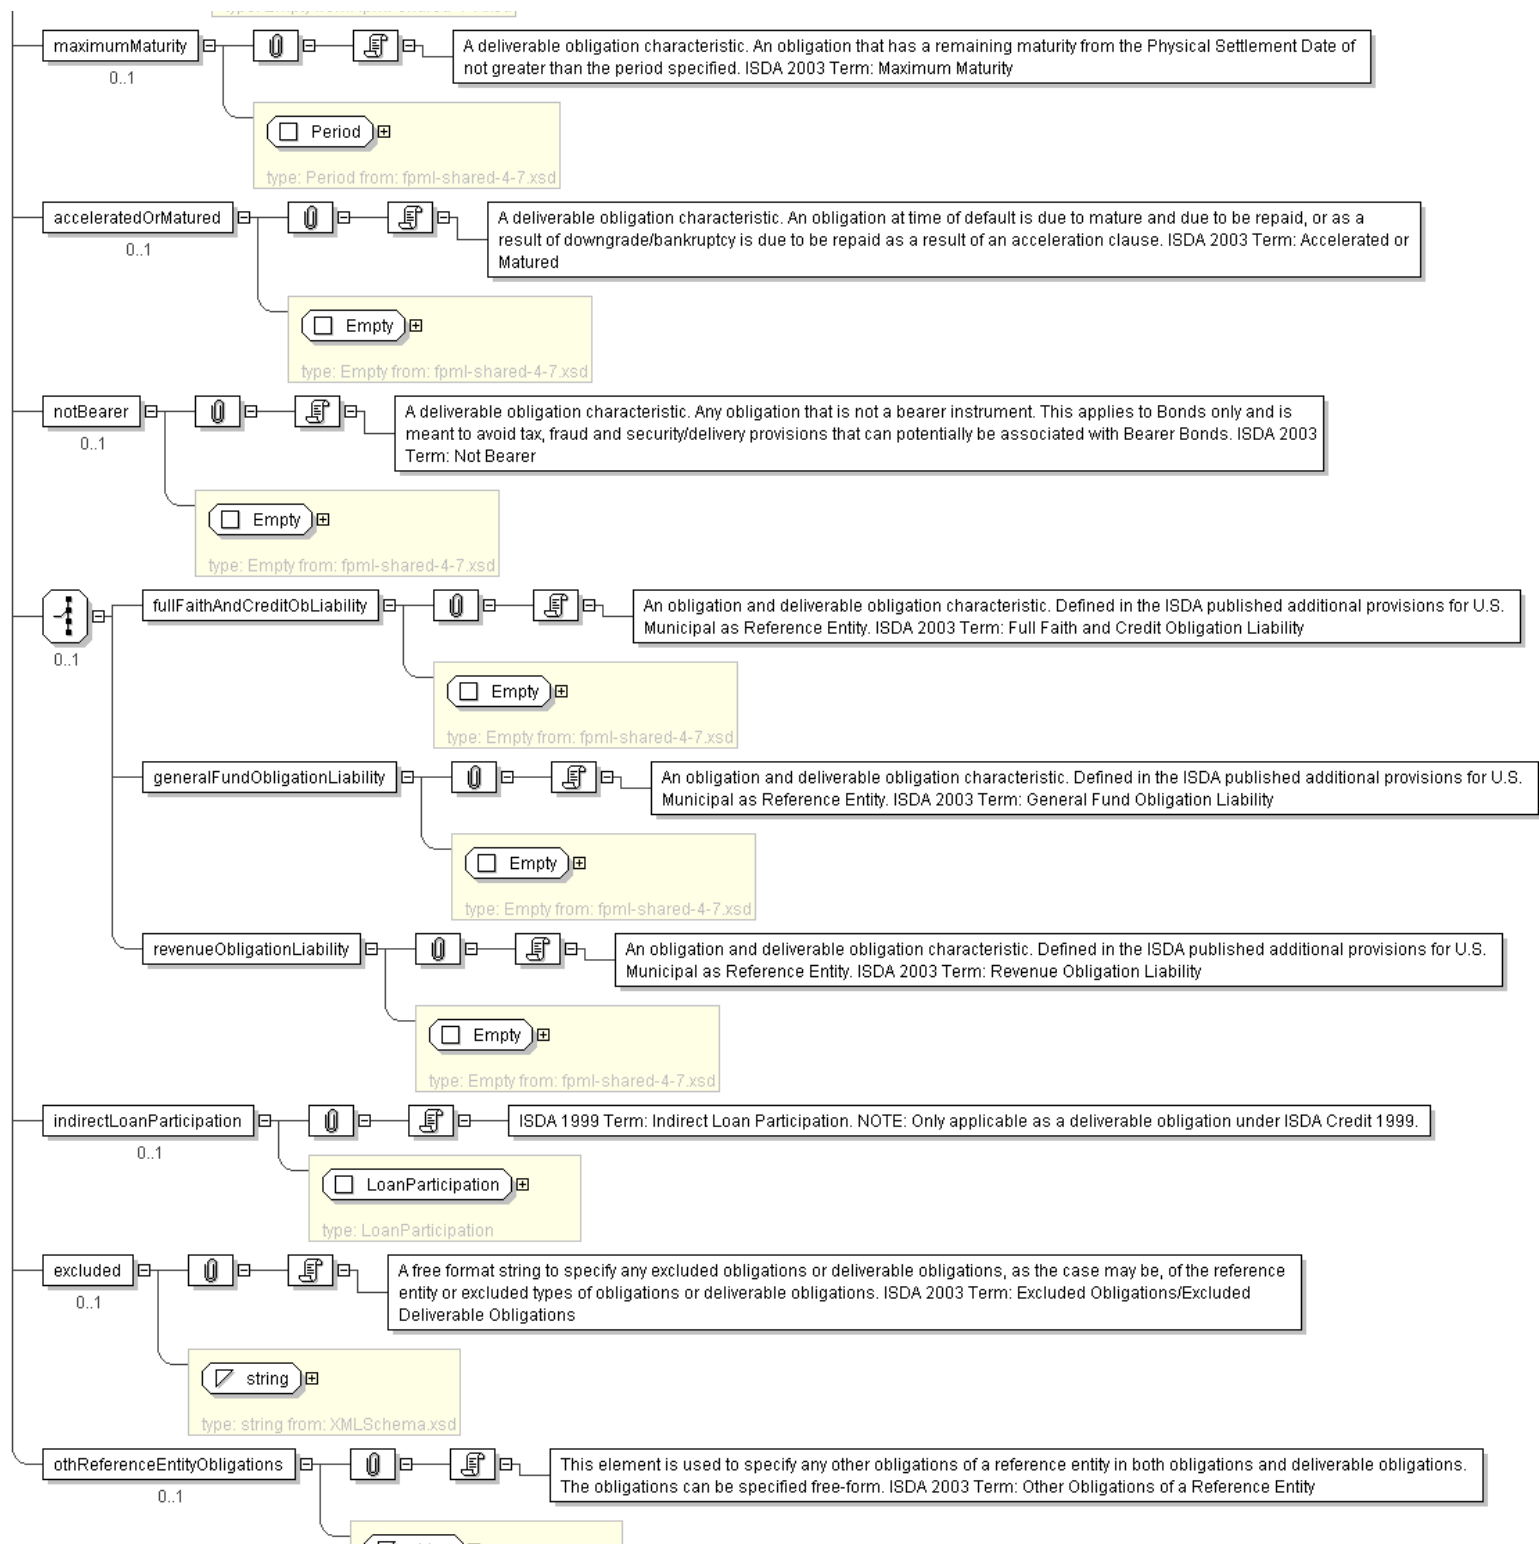 maximumMaturity
0..1
A deliverable obligation characteristic. An obligation that has a remaining maturity from the Physical Settlement Date of
not greater than the period specified. ISDA 2003 Term: Maximum Maturity
Period
type: Period from: fpml-shared-4-7.xsd
acceleratedOrMatured
0..1
A deliverable obligation characteristic. An obligation at time of default is due to mature and due to be repaid, or as a
result of downgrade/bankruptcy is due to be repaid as a result of an acceleration clause. ISDA 2003 Term: Accelerated or
Matured
Empty
type: Empty from: fpml-shared-4-7.xsd
notBearer
0..1
A deliverable obligation characteristic. Any obligation that is not a bearer instrument. This applies to Bonds only and is
meant to avoid tax, fraud and security/delivery provisions that can potentially be associated with Bearer Bonds. ISDA 2003
Term: Not Bearer
Empty
type: Empty from: fpml-shared-4-7.xsd
0..1
fullFaithAndCreditObLiability
An obligation and deliverable obligation characteristic. Defined in the ISDA published additional provisions for U.S.
Municipal as Reference Entity. ISDA 2003 Term: Full Faith and Credit Obligation Liability
Empty
type: Empty from: fpml-shared-4-7.xsd
generalFundObligationLiability
An obligation and deliverable obligation characteristic. Defined in the ISDA published additional provisions for U.S.
Municipal as Reference Entity. ISDA 2003 Term: General Fund Obligation Liability
Empty
type: Empty from: fpml-shared-4-7.xsd
revenueObligationLiability
An obligation and deliverable obligation characteristic. Defined in the ISDA published additional provisions for U.S.
Municipal as Reference Entity. ISDA 2003 Term: Revenue Obligation Liability
Empty
type: Empty from: fpml-shared-4-7.xsd
indirectLoanParticipation
0..1
ISDA 1999 Term: Indirect Loan Participation. NOTE: Only applicable as a deliverable obligation under ISDA Credit 1999.
LoanParticipation
type: LoanParticipation
excluded
0..1
A free format string to specify any excluded obligations or deliverable obligations, as the case may be, of the reference
entity or excluded types of obligations or deliverable obligations. ISDA 2003 Term: Excluded Obligations/Excluded
Deliverable Obligations
string
type: string from: XMLSchema.xsd
othReferenceEntityObligations
0..1
This element is used to specify any other obligations of a reference entity in both obligations and deliverable obligations.
The obligations can be specified free-form. ISDA 2003 Term: Other Obligations of a Reference Entity